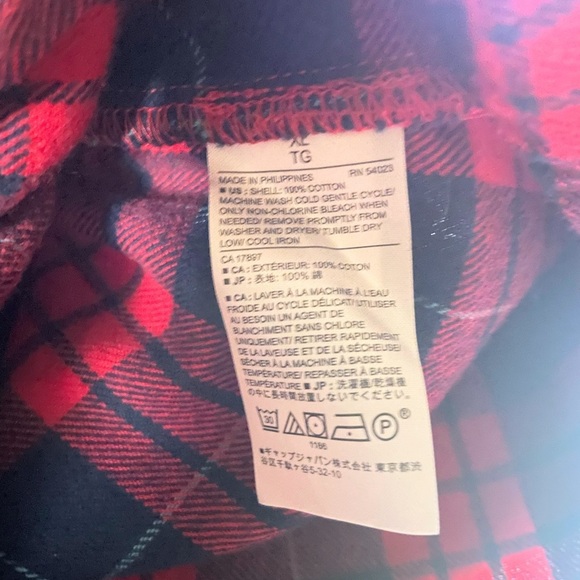 XL
TG
MADE IN PHILIPPINES RN 54023
■ US : SHELL: 100% COTTON
MACHINE WASH COLD GENTLE CYCLE/
ONLY NON-CHLORINE BLEACH WHEN
NEEDED/ REMOVE PROMPTLY FROM
WASHER AND DRYER/ TUMBLE DRY
LOW/ COOL IRON
CA 17897
■ CA : EXTÉRIEUR: 100% COTON
■ JP : 表地: 100% 綿
■ CA : LAVER À LA MACHINE À L'EAU
FROIDE AU CYCLE DÉLICAT/ UTILISER
AU BESOIN UN AGENT DE
BLANCHIMENT SANS CHLORE
UNIQUEMENT/ RETIRER RAPIDEMENT
DE LA LAVEUSE ET DE LA SÉCHEUSE/
SÉCHER À LA MACHINE À BASSE
TEMPÉRATURE/ REPASSER À BASSE
TEMPÉRATURE ■ JP : 洗濯機/乾燥機
の中に長時間放置しないでください.
30 P ®
1166
■ギャップジャパン株式会社 東京都渋
谷区千駄ヶ谷5-32-10